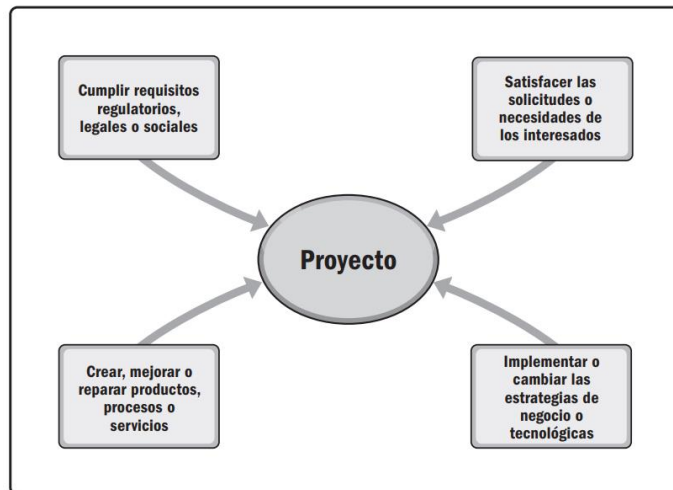 Cumplir requisitos
regulatorios,
legales o sociales
Satisfacer las
solicitudes o
necesidades de
los interesados
Proyecto
Crear, mejorar o
reparar productos,
procesos o
servicios
Implementar o
cambiar las
estrategias de
negocio o
tecnológicas